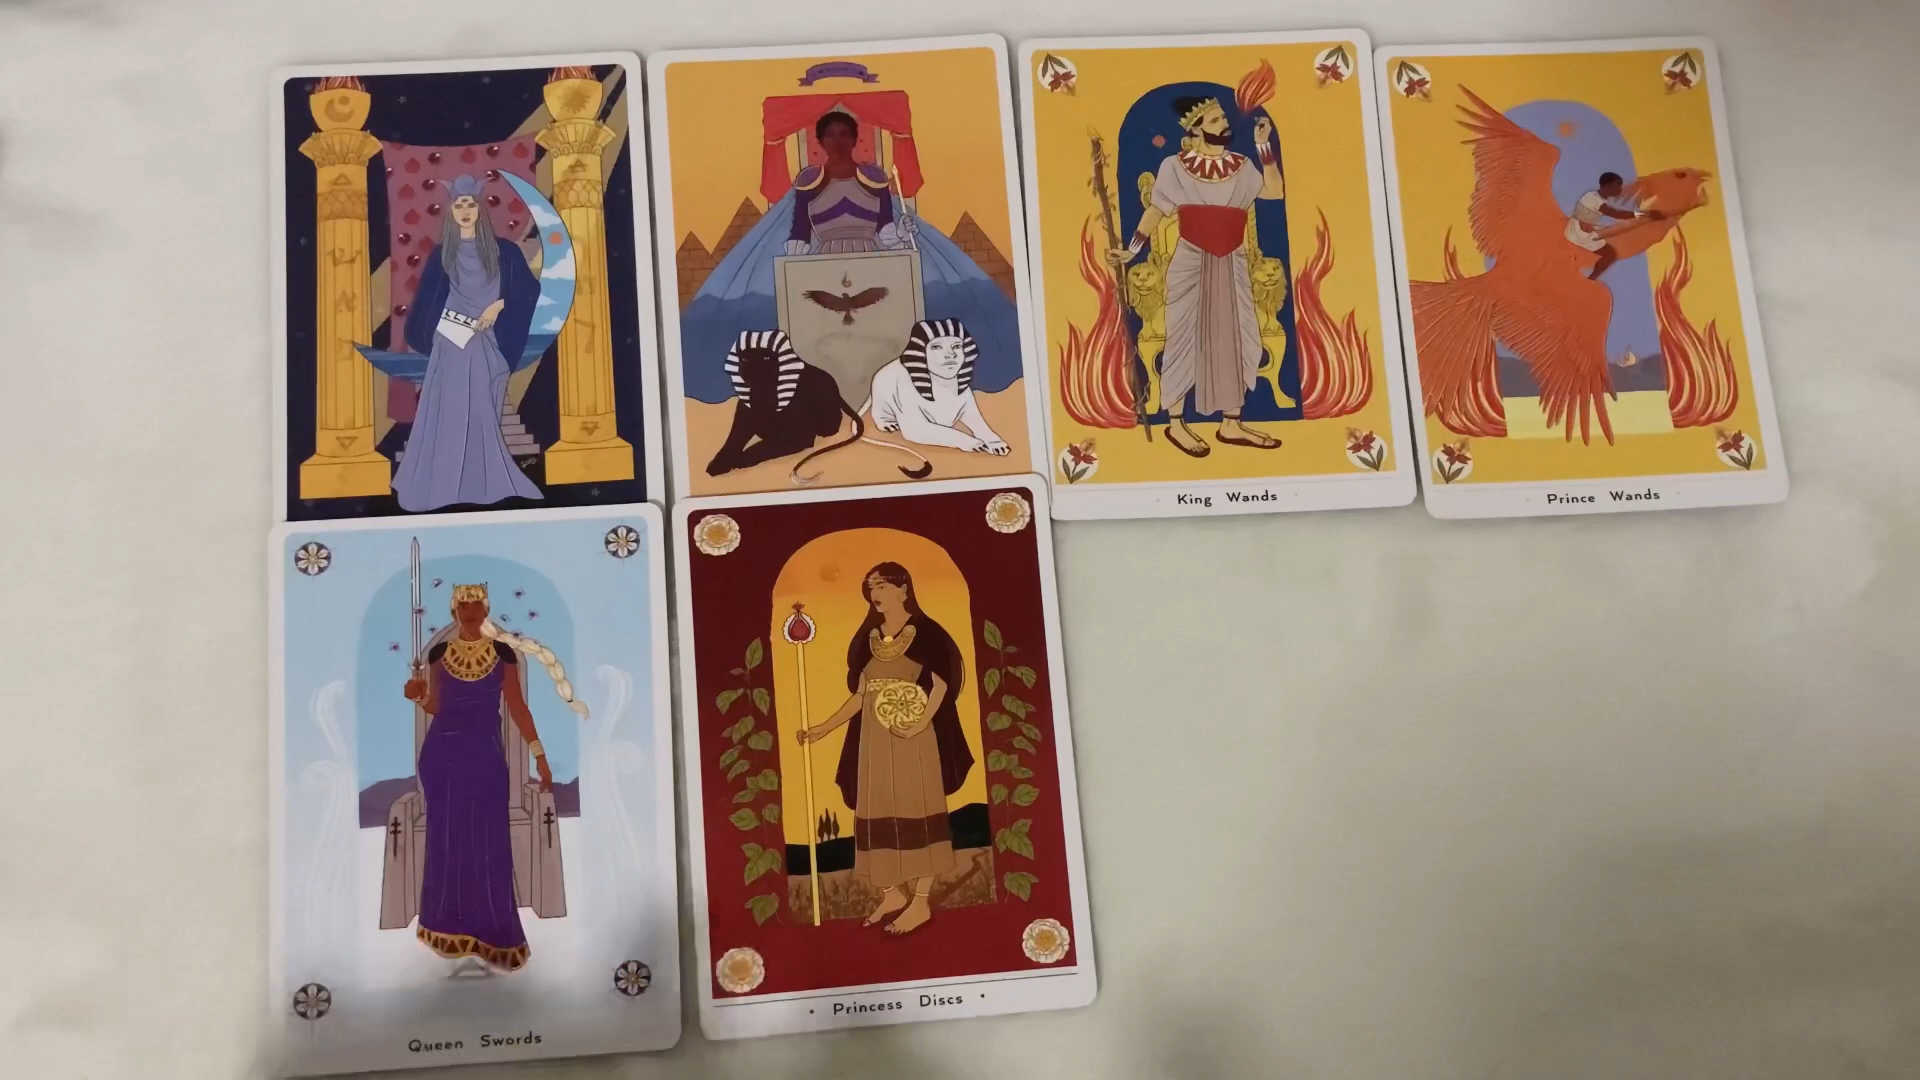 King Wands
Prince Wands
Queen Swords
• Princess Discs •